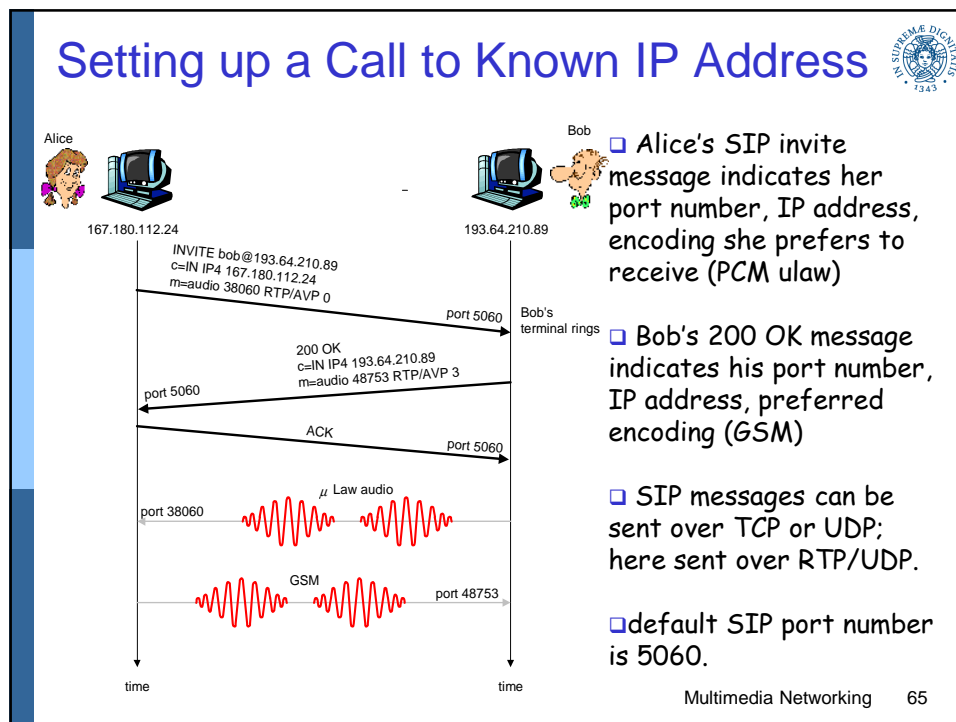 Setting up a Call to Known IP Address
IN SUPREMÆ DIGNITATIS
1343
Alice
Bob
167.180.112.24
193.64.210.89
INVITE bob@193.64.210.89
c=IN IP4 167.180.112.24
m=audio 38060 RTP/AVP 0
port 5060
Bob's
terminal rings
200 OK
c=IN IP4 193.64.210.89
m=audio 48753 RTP/AVP 3
port 5060
ACK
port 5060
μ Law audio
port 38060
GSM
port 48753
time
time
Alice's SIP invite
message indicates her
port number, IP address,
encoding she prefers to
receive (PCM ulaw)
Bob's 200 OK message
indicates his port number,
IP address, preferred
encoding (GSM)
SIP messages can be
sent over TCP or UDP;
here sent over RTP/UDP.
default SIP port number
is 5060.
Multimedia Networking 65